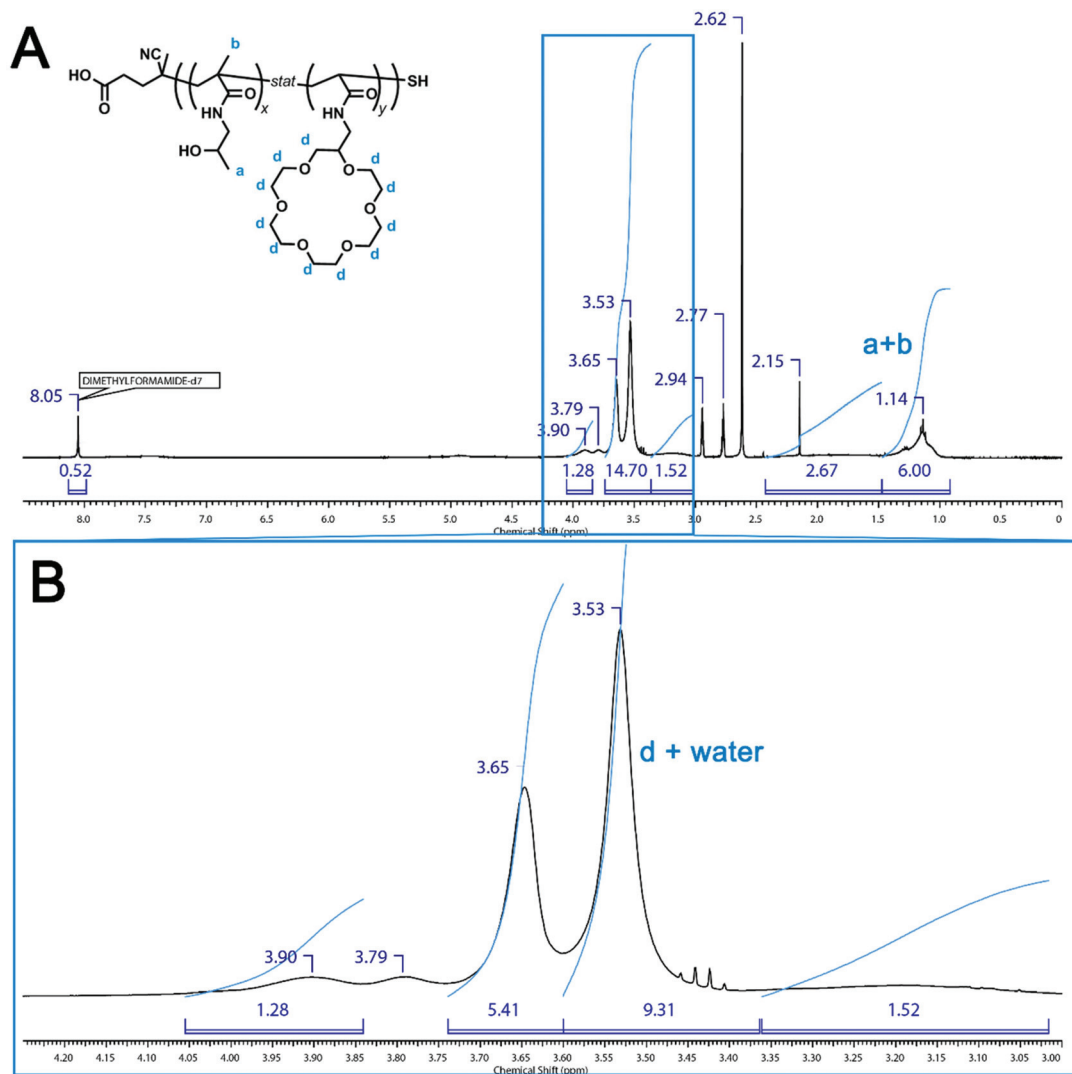 A
b
NC
HO
O
stat
SH
O
x
O
y
HN
HN
HO
a
d
d
O
O
d
d
d
d
O
O
d
d
O
O
d
d
d
2.62
3.53
3.65
3.79
3.90
2.94
2.77
2.15
a+b
1.14
8.05
DIMETHYLFORMAMIDE-d7
0.52
1.28
14.70
1.52
2.67
6.00
8.0 7.5 7.0 6.5 6.0 5.5 5.0 4.5 4.0 3.5 3.0 2.5 2.0 1.5 1.0 0.5 0
Chemical Shift (ppm)
B
3.53
3.65
d + water
3.90
3.79
1.28
5.41
9.31
1.52
4.20 4.15 4.10 4.05 4.00 3.95 3.90 3.85 3.80 3.75 3.70 3.65 3.60 3.55 3.50 3.45 3.40 3.35 3.30 3.25 3.20 3.15 3.10 3.05 3.00
Chemical Shift (ppm)